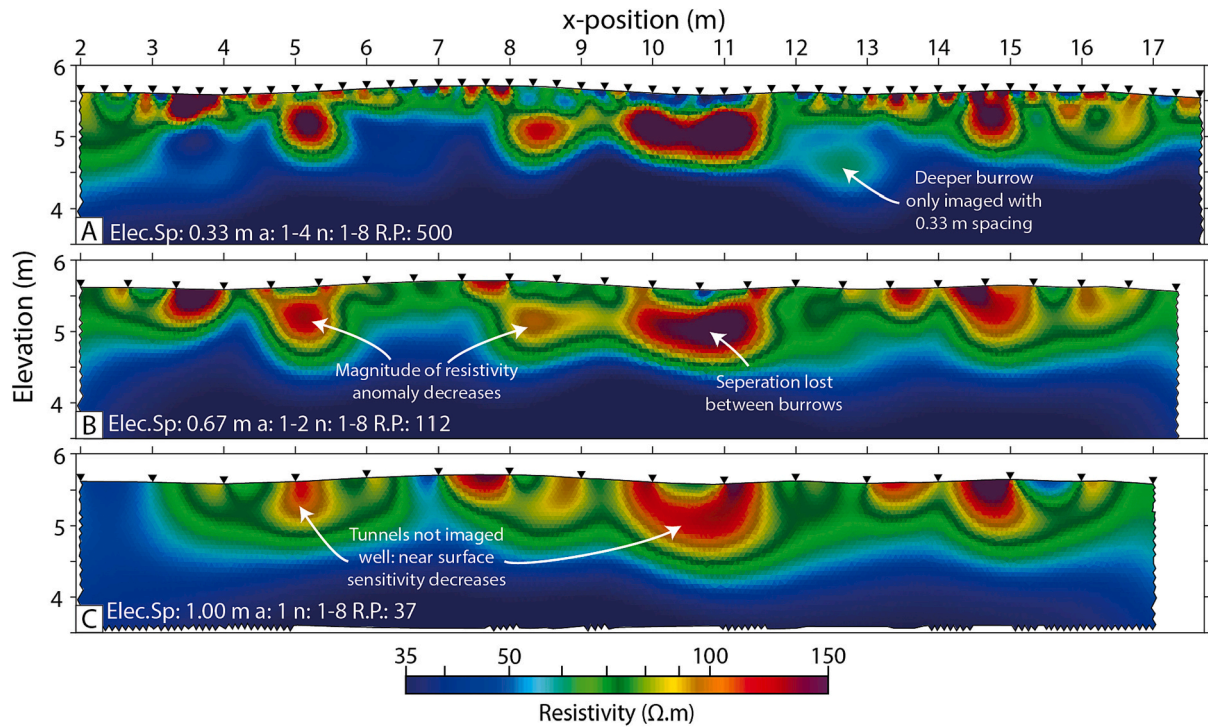 x-position (m)
2 3 4 5 6 7 8 9 10 11 12 13 14 15 16 17
6
5
4
Deeper burrow
only imaged with
0.33 m spacing
A Elec.Sp: 0.33 m a: 1-4 n: 1-8 R.P.: 500
Elevation (m)
6
5
4
Magnitude of resistivity
anomaly decreases
Seperation lost
between burrows
B Elec.Sp: 0.67 m a: 1-2 n: 1-8 R.P.: 112
6
5
4
Tunnels not imaged
well: near surface
sensitivity decreases
C Elec.Sp: 1.00 m a: 1 n: 1-8 R.P.: 37
35 50 100 150
Resistivity (Ω.m)